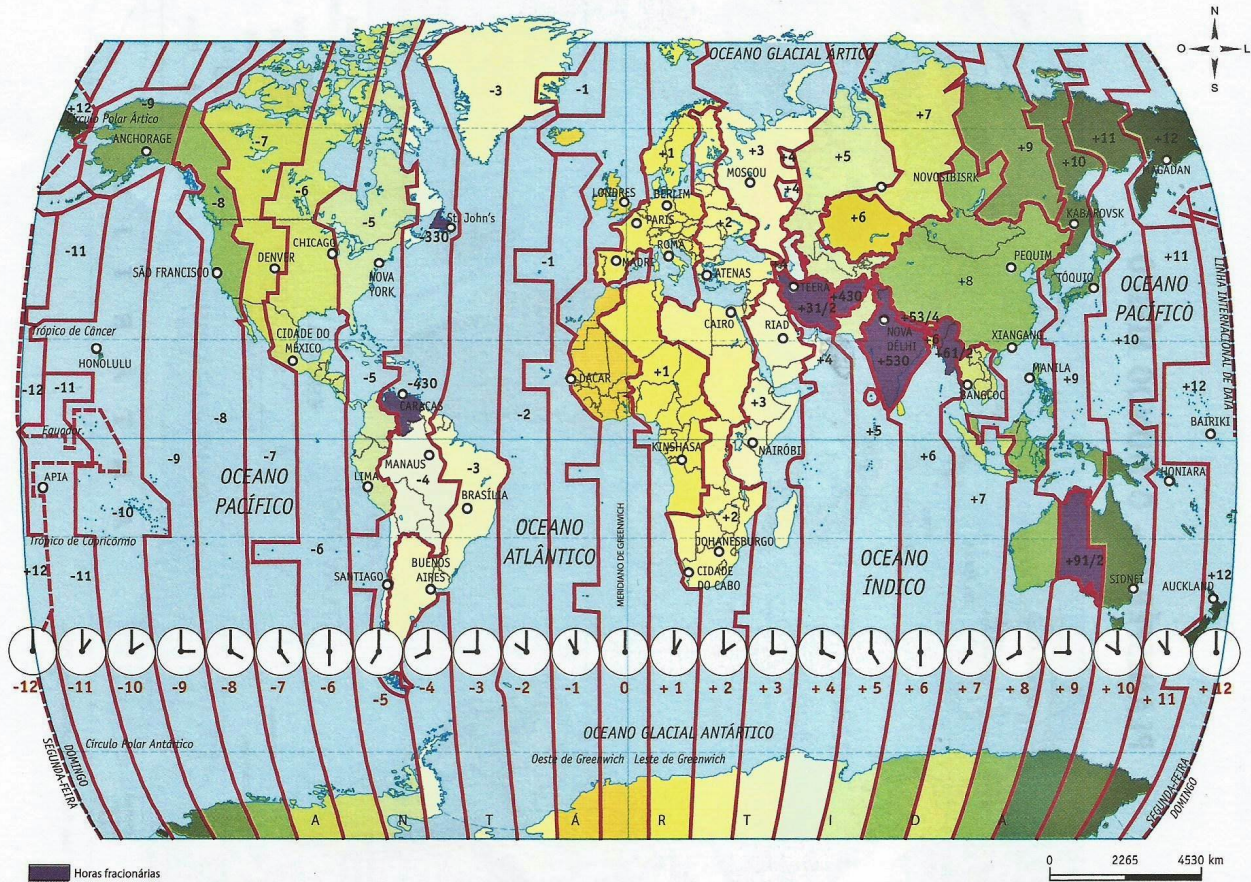 N
O
L
S
OCEANO GLACIAL ÁRTICO
-9
+12
Círculo Polar Ártico
ANCHORAGE
-7
-3
-1
+7
+9
+11
+12
MAGADAN
+1
+3
MOSCOU
+4
+4
+5
NOVOSIBISRK
+10
KABAROVSK
-8
-6
-5
St. John's
-330
LONDRES
BERLIM
PARIS
ROMA
MADRI
+2
ATENAS
+6
-11
SÃO FRANCISCO
DENVER
CHICAGO
NOVA
YORK
-1
TEERÃ
+31/2
+430
PEQUIM
+8
TÓQUIO
+11
OCEANO
PACÍFICO
LINHA INTERNACIONAL DE DATA
Trópico de Câncer
HONOLULU
CIDADE DO
MÉXICO
CAIRO
RIAD
+53/4
NOVA
DELHI
+530
+6
+61/2
XIANGANG
MANILA
BANGCOC
+10
+9
-12
-11
-5
-430
CARACAS
-2
DACAR
+1
+3
+4
+5
+12
BAIRIKI
Equador
-8
-9
-7
OCEANO
PACÍFICO
MANAUS
-4
LIMA
-3
BRASÍLIA
KINSHASA
NAIRÓBI
+6
+7
HONIARA
APIA
-10
Trópico de Capricórnio
-6
OCEANO
ATLÂNTICO
MERIDIANO DE GREENWICH
+2
JOHANESBURGO
CIDADE
DO CABO
OCEANO
ÍNDICO
+91/2
SIDNEI
AUCKLAND
+12
+12
-11
SANTIAGO
BUENOS
AIRES
-12 -11 -10 -9 -8 -7 -6 -5 -4 -3 -2 -1 0 +1 +2 +3 +4 +5 +6 +7 +8 +9 +10 +11 +12
DOMINGO
SEGUNDA-FEIRA
Círculo Polar Antártico
OCEANO GLACIAL ANTÁRTICO
Oeste de Greenwich Leste de Greenwich
SEGUNDA-FEIRA
DOMINGO
A N T Á R T I D A
Horas fracionárias
0 2265 4530 km